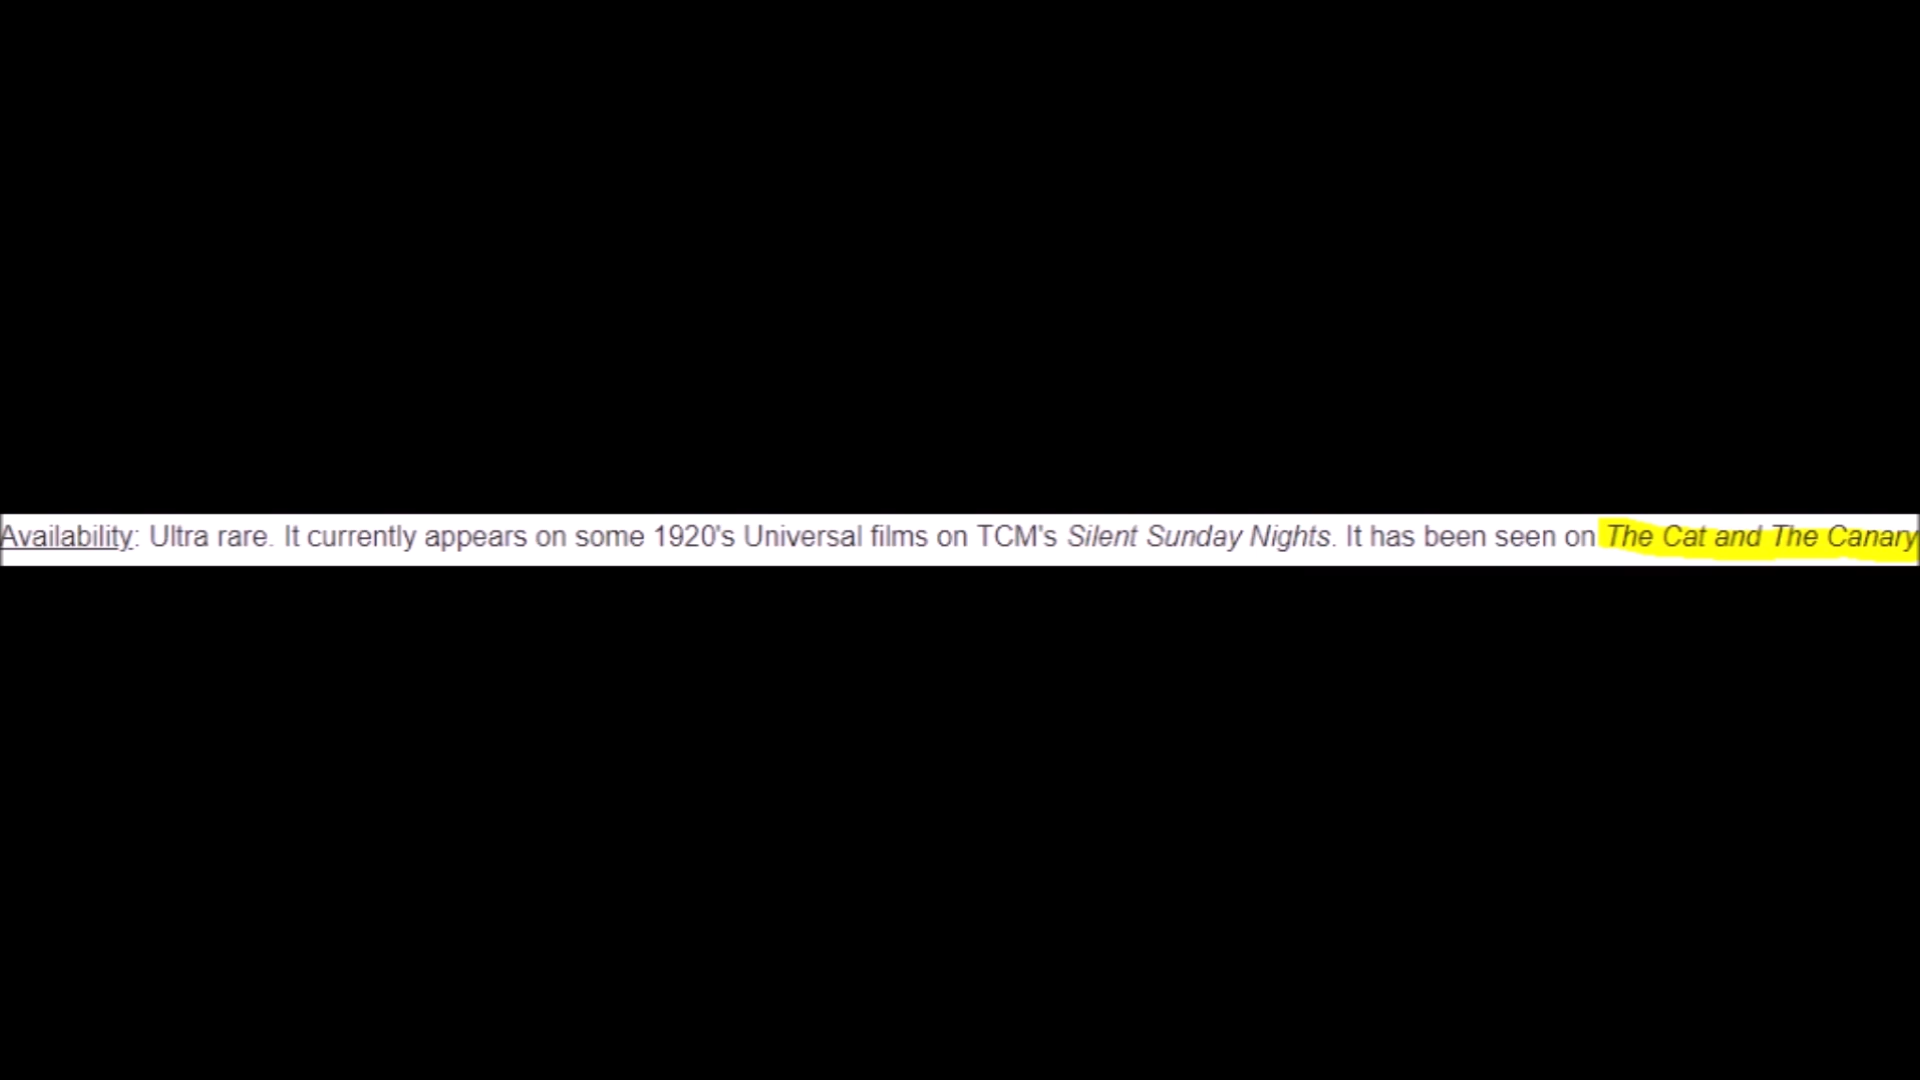 Availability: Ultra rare. It currently appears on some 1920's Universal films on TCM's Silent Sunday Nights. It has been seen on The Cat and The Canary